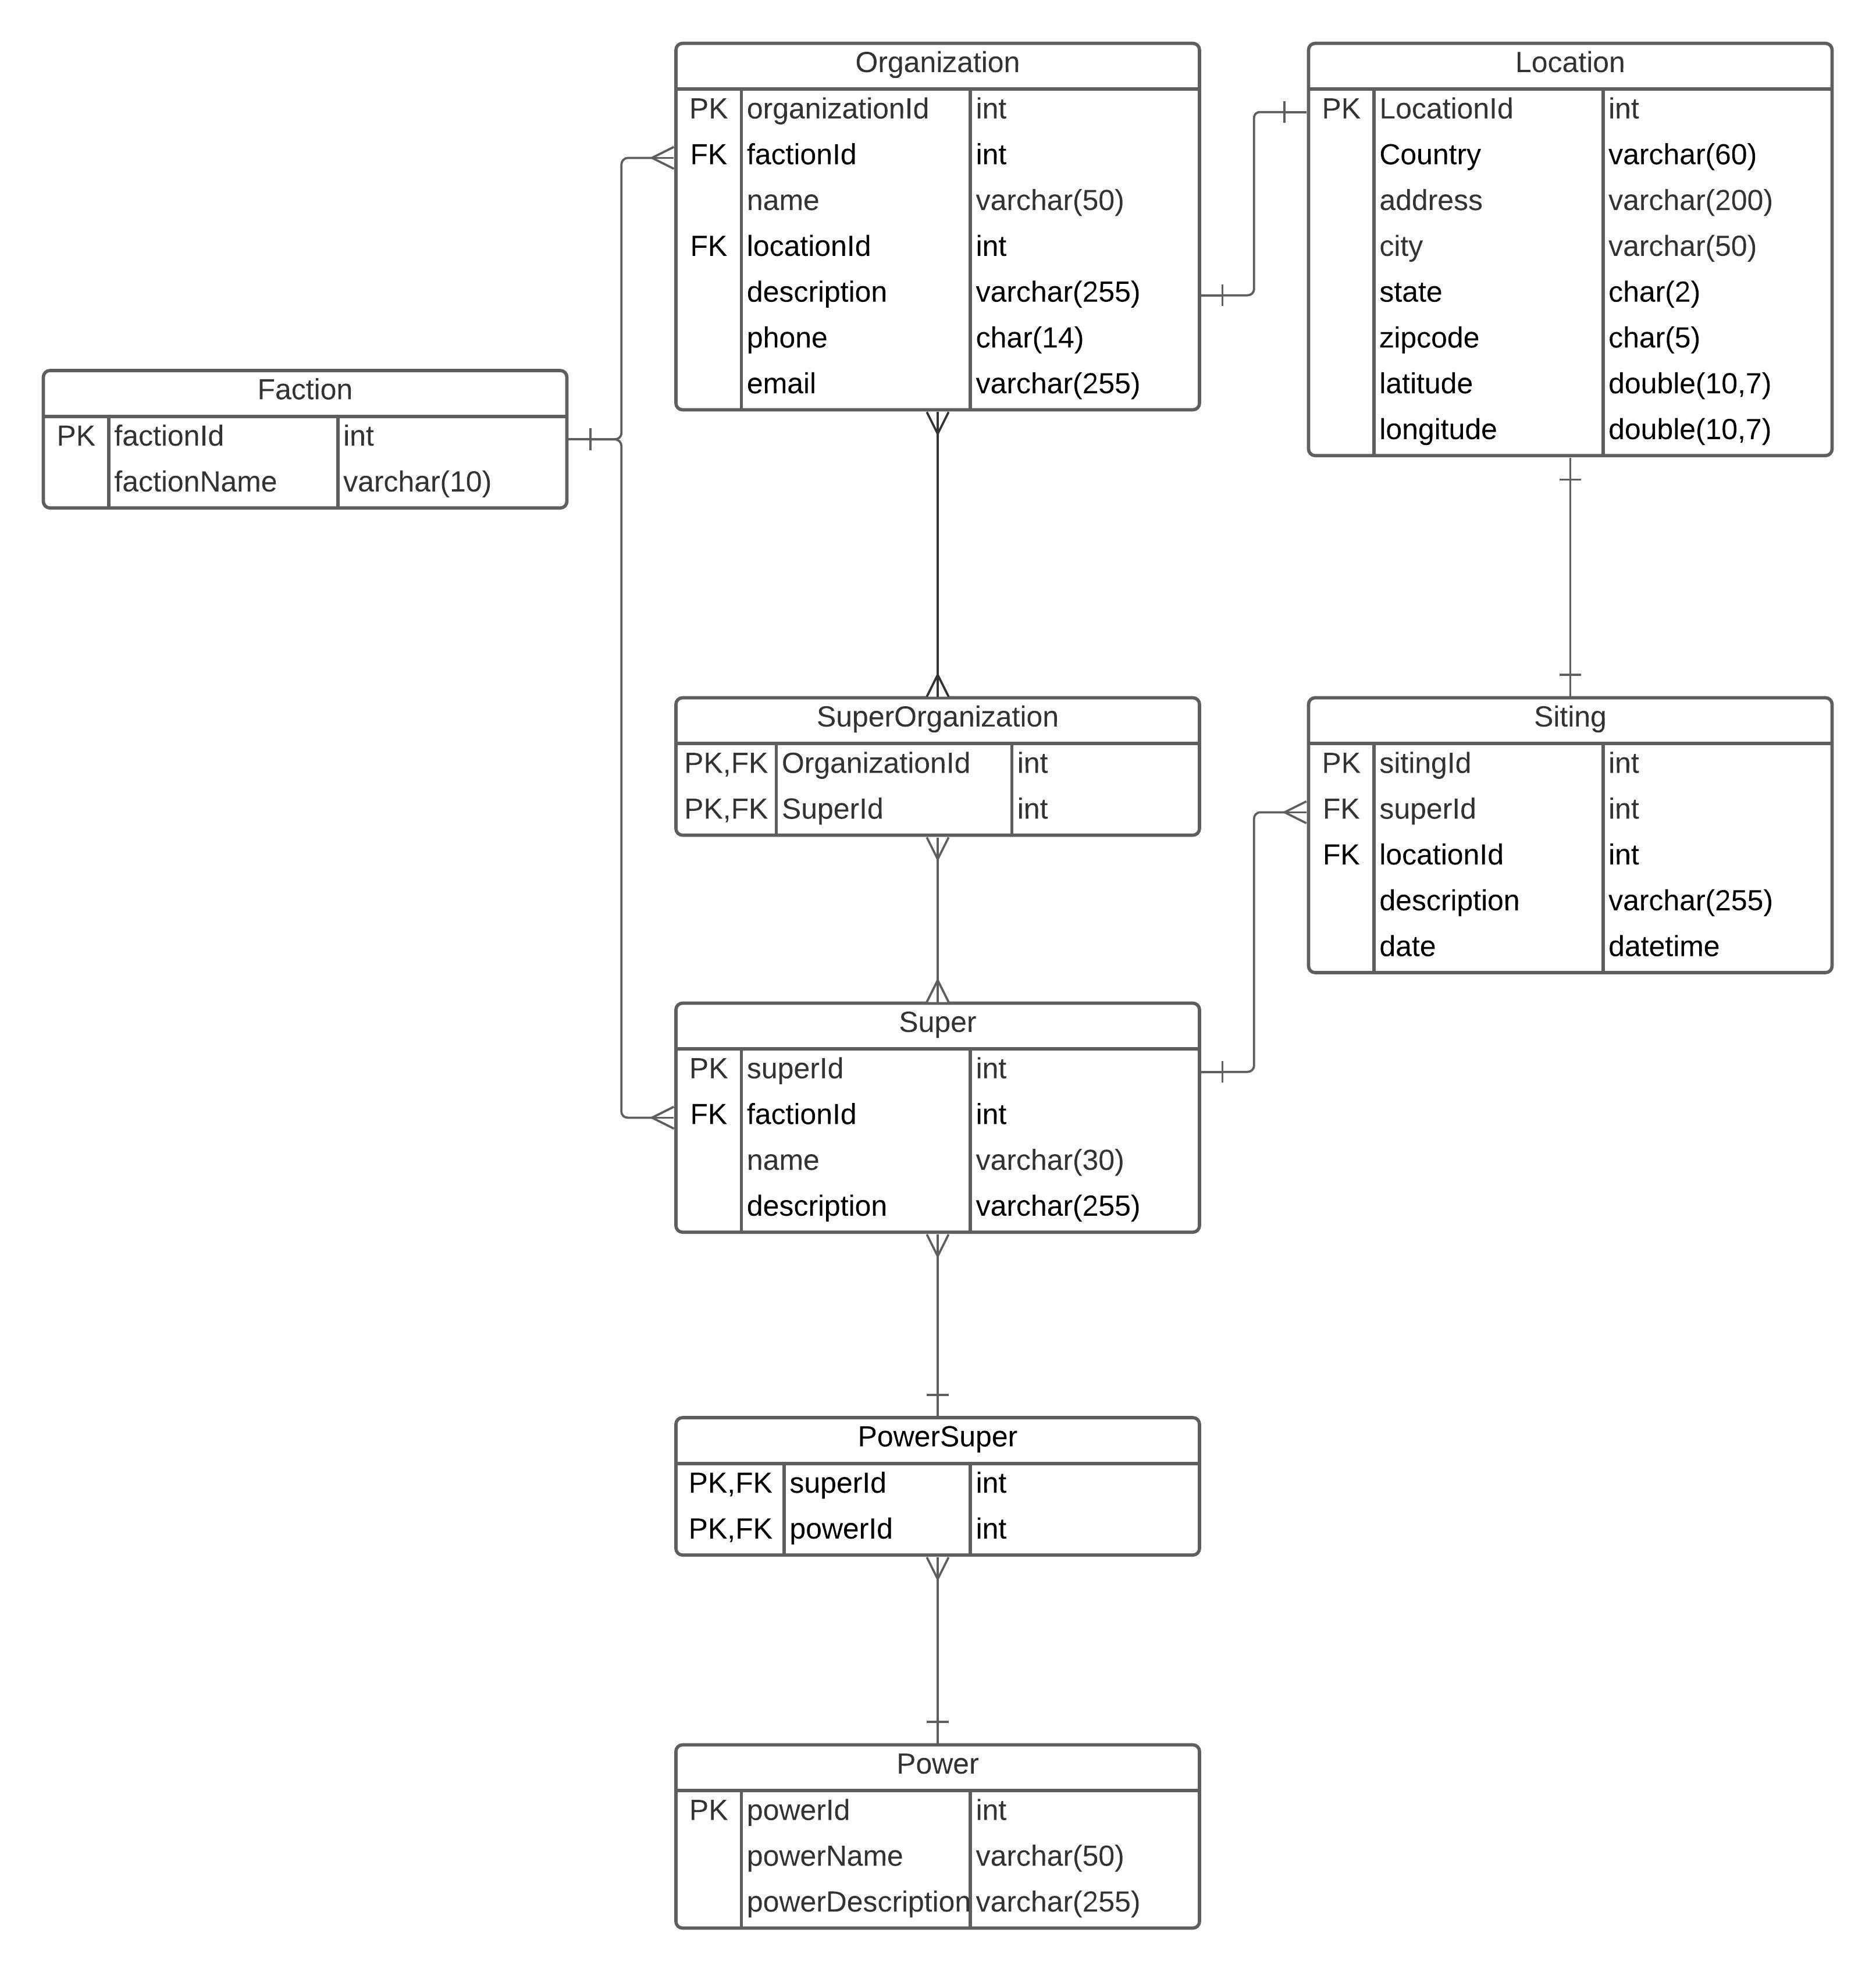 Organization
PK organizationId int
FK factionId int
name varchar(50)
FK locationId int
description varchar(255)
phone char(14)
email varchar(255)
Location
PK LocationId int
Country varchar(60)
address varchar(200)
city varchar(50)
state char(2)
zipcode char(5)
latitude double(10,7)
longitude double(10,7)
Faction
PK factionId int
factionName varchar(10)
SuperOrganization
PK,FK OrganizationId int
PK,FK SuperId int
Siting
PK sitingId int
FK superId int
FK locationId int
description varchar(255)
date datetime
Super
PK superId int
FK factionId int
name varchar(30)
description varchar(255)
PowerSuper
PK,FK superId int
PK,FK powerId int
Power
PK powerId int
powerName varchar(50)
powerDescription varchar(255)